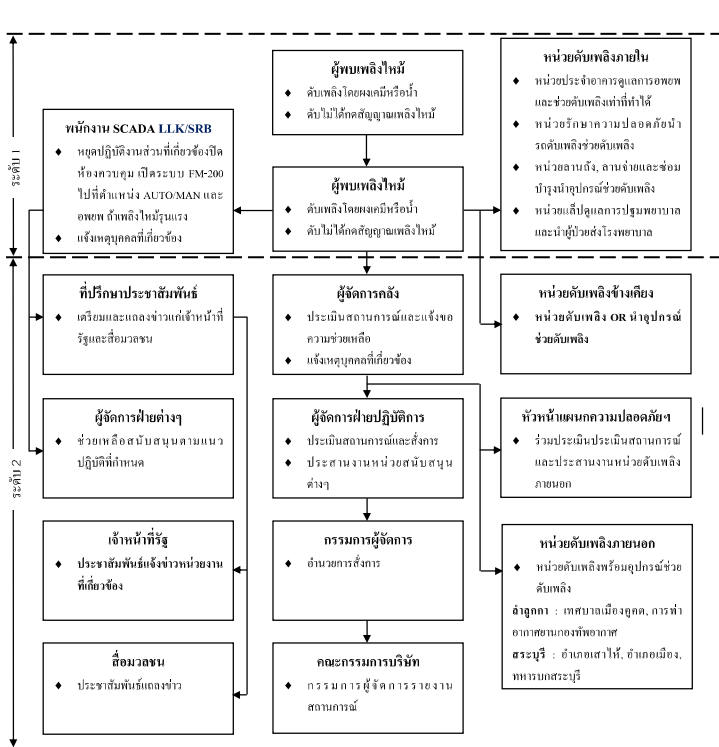 ระดับ 1
พนักงาน SCADA LLK/SRB
♦ หยุดปฏิบัติงานส่วนที่เกี่ยวข้องปิด
ห้องควบคุม เปิดระบบ FM-200
ไปที่ตำแหน่ง AUTO/MAN และ
อพยพ ถ้าเพลิงไหม้รุนแรง
♦ แจ้งเหตุบุคคลที่เกี่ยวข้อง
ผู้พบเพลิงไหม้
♦ ดับเพลิงโดยผงเคมีหรือน้ำ
♦ ดับไม่ได้กดสัญญาณเพลิงไหม้
ผู้พบเพลิงไหม้
♦ ดับเพลิงโดยผงเคมีหรือน้ำ
♦ ดับไม่ได้กดสัญญาณเพลิงไหม้
หน่วยดับเพลิงภายใน
♦ หน่วยประจำอาคารดูแลการอพยพ
และช่วยดับเพลิงเท่าที่ทำได้
♦ หน่วยรักษาความปลอดภัยนำ
รถดับเพลิงช่วยดับเพลิง
♦ หน่วยลานถัง, ลานจ่ายและซ่อม
บำรุงนำอุปกรณ์ช่วยดับเพลิง
♦ หน่วยแล็ปดูแลการปฐมพยาบาล
และนำผู้ป่วยส่งโรงพยาบาล
ระดับ 2
ที่ปรึกษาประชาสัมพันธ์
♦ เตรียมและแถลงข่าวแก่เจ้าหน้าที่
รัฐและสื่อมวลชน
ผู้จัดการคลัง
♦ ประเมินสถานการณ์และแจ้งขอ
ความช่วยเหลือ
♦ แจ้งเหตุบุคคลที่เกี่ยวข้อง
หน่วยดับเพลิงข้างเคียง
♦ หน่วยดับเพลิง OR นำอุปกรณ์
ช่วยดับเพลิง
ผู้จัดการฝ่ายต่างๆ
♦ ช่วยเหลือสนับสนุนตามแนว
ปฏิบัติที่กำหนด
ผู้จัดการฝ่ายปฏิบัติการ
♦ ประเมินสถานการณ์และสั่งการ
♦ ประสานงานหน่วยสนับสนุน
ต่างๆ
หัวหน้าแผนกความปลอดภัยฯ
♦ ร่วมประเมินประเมินสถานการณ์
และประสานงานหน่วยดับเพลิง
ภายนอก
เจ้าหน้าที่รัฐ
♦ ประชาสัมพันธ์แจ้งข่าวหน่วยงาน
ที่เกี่ยวข้อง
กรรมการผู้จัดการ
♦ อำนวยการสั่งการ
หน่วยดับเพลิงภายนอก
♦ หน่วยดับเพลิงพร้อมอุปกรณ์ช่วย
ดับเพลิง
ลำลูกกา : เทศบาลเมืองคูคต, การท่า
อากาศยานกองทัพอากาศ
สระบุรี : อำเภอเสาไห้, อำเภอเมือง,
ทหารบกสระบุรี
สื่อมวลชน
♦ ประชาสัมพันธ์แถลงข่าว
คณะกรรมการบริษัท
♦ กรรมการผู้จัดการรายงาน
สถานการณ์